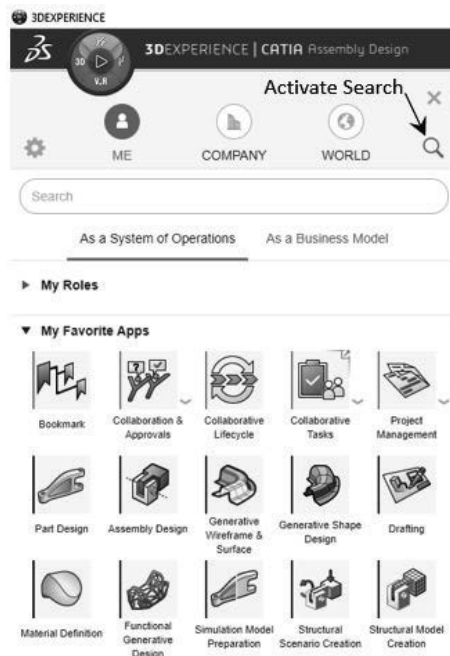 3DEXPERIENCE
3DEXPERIENCE | CATIA Assembly Design
3D
V.R
Activate Search
ME COMPANY WORLD
Search
As a System of Operations As a Business Model
My Roles
My Favorite Apps
Bookmark
Collaboration &
Approvals
Collaborative
Lifecycle
Collaborative
Tasks
Project
Management
Part Design
Assembly Design
Generative
Wireframe &
Surface
Generative Shape
Design
Drafting
Material Definition
Functional
Generative
Design
Simulation Model
Preparation
Structural
Scenario Creation
Structural Model
Creation